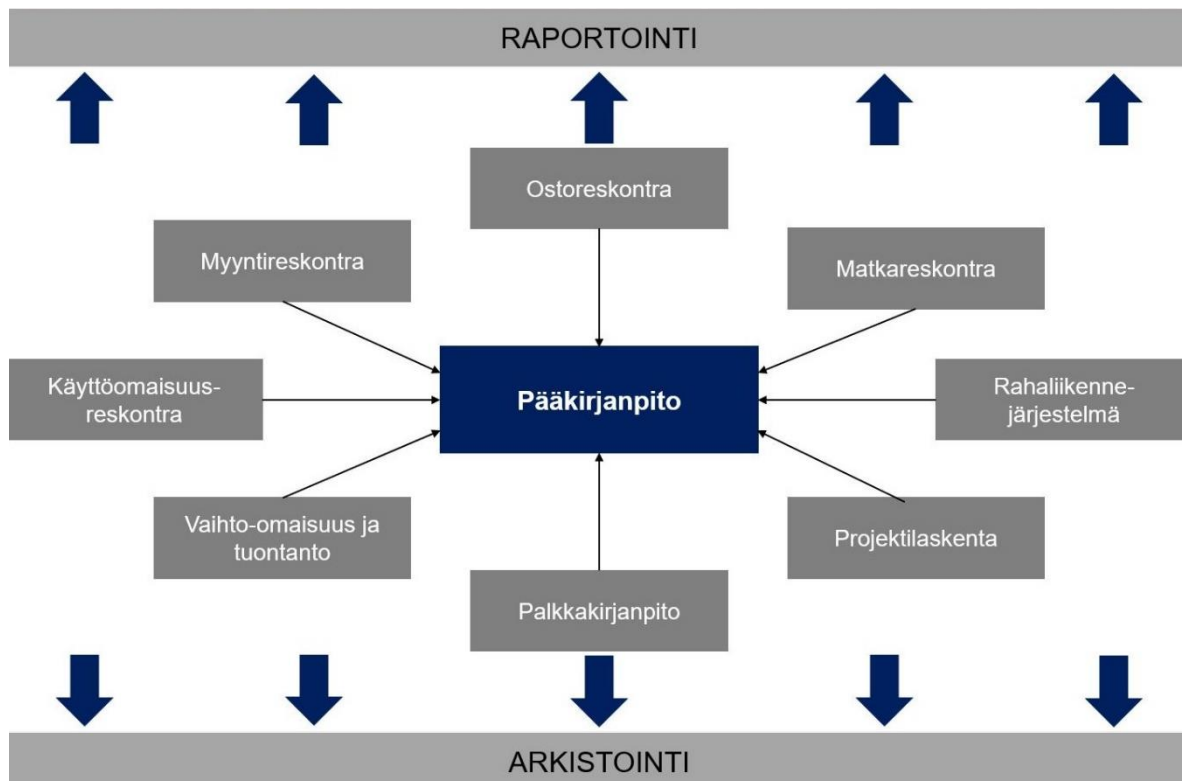 RAPORTOINTI
Ostoreskontra
Myyntireskontra
Matkareskontra
Käyttöomaisuus-
reskontra
Pääkirjanpito
Rahaliikenne-
järjestelmä
Vaihto-omaisuus ja
tuontanto
Projektilaskenta
Palkkakirjanpito
ARKISTOINTI